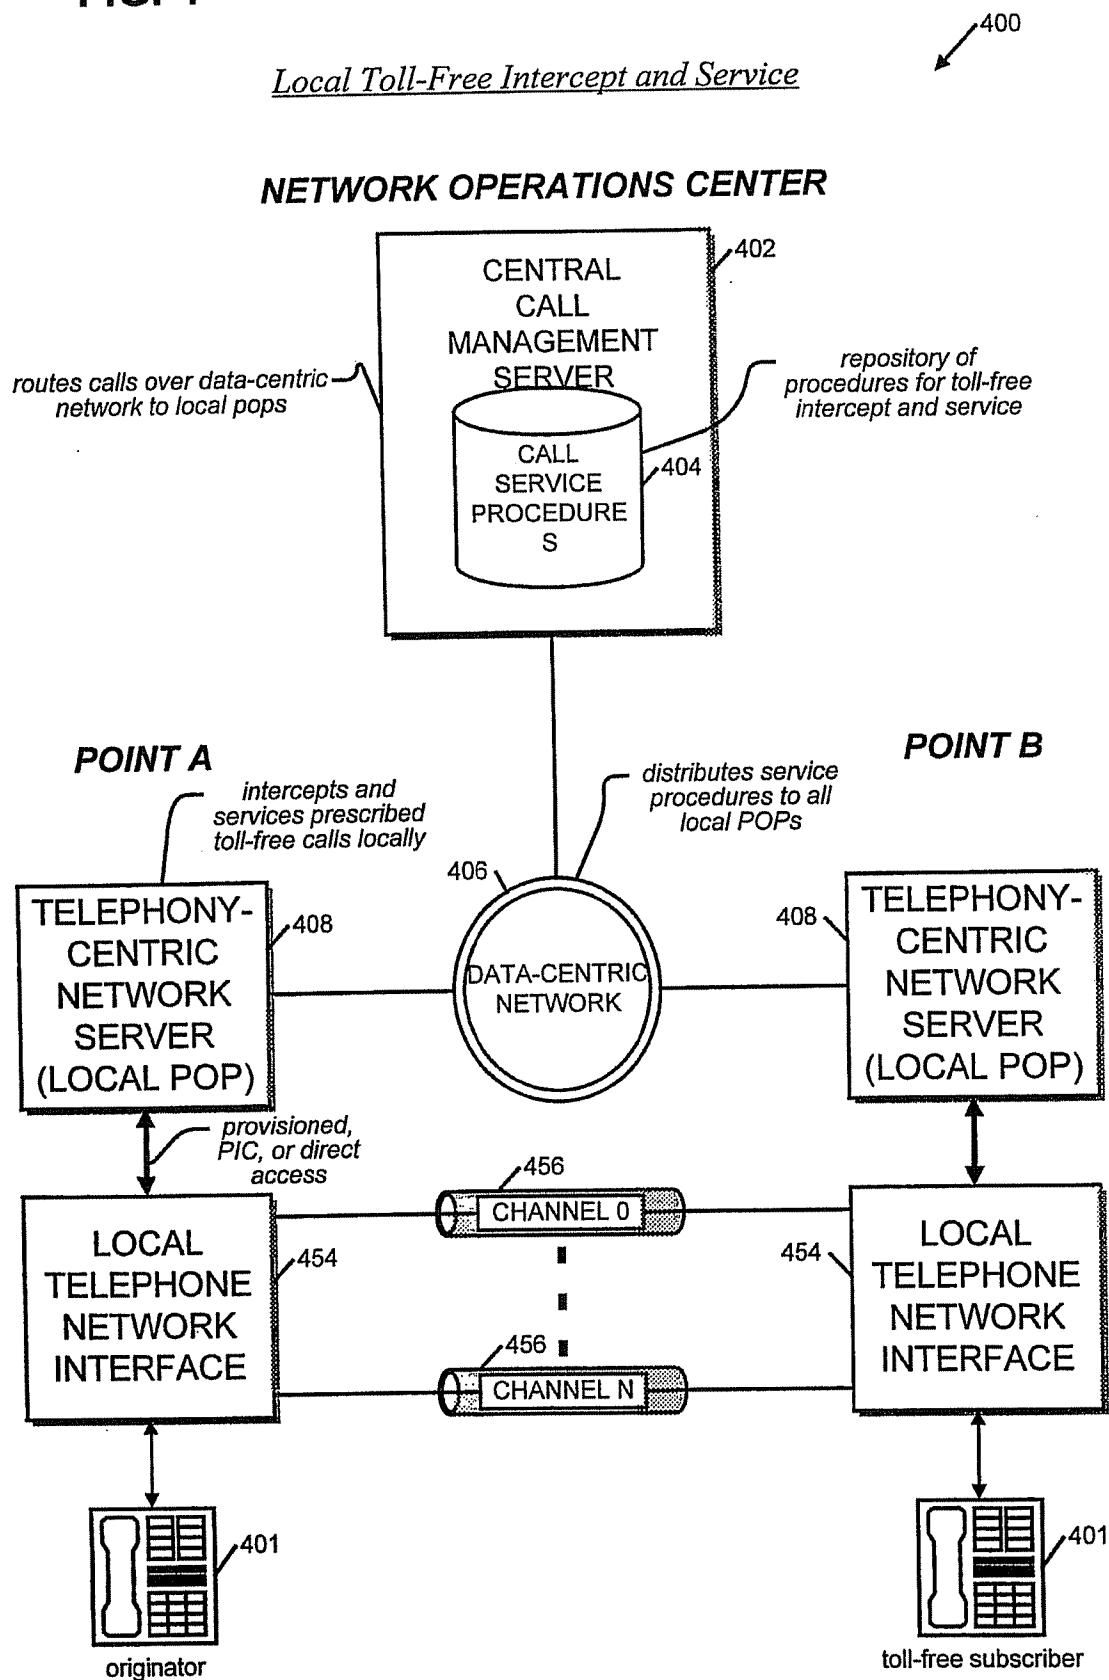 400
Local Toll-Free Intercept and Service
NETWORK OPERATIONS CENTER
402
CENTRAL
CALL
MANAGEMENT
SERVER
routes calls over data-centric
network to local pops
repository of
procedures for toll-free
intercept and service
CALL
SERVICE
PROCEDURE
S
404
POINT A
POINT B
intercepts and
services prescribed
toll-free calls locally
distributes service
procedures to all
local POPs
406
TELEPHONY-
CENTRIC
NETWORK
SERVER
(LOCAL POP)
408
DATA-CENTRIC
NETWORK
408
TELEPHONY-
CENTRIC
NETWORK
SERVER
(LOCAL POP)
provisioned,
PIC, or direct
access
456
CHANNEL 0
LOCAL
TELEPHONE
NETWORK
INTERFACE
454
454
LOCAL
TELEPHONE
NETWORK
INTERFACE
456
CHANNEL N
401
originator
401
toll-free subscriber